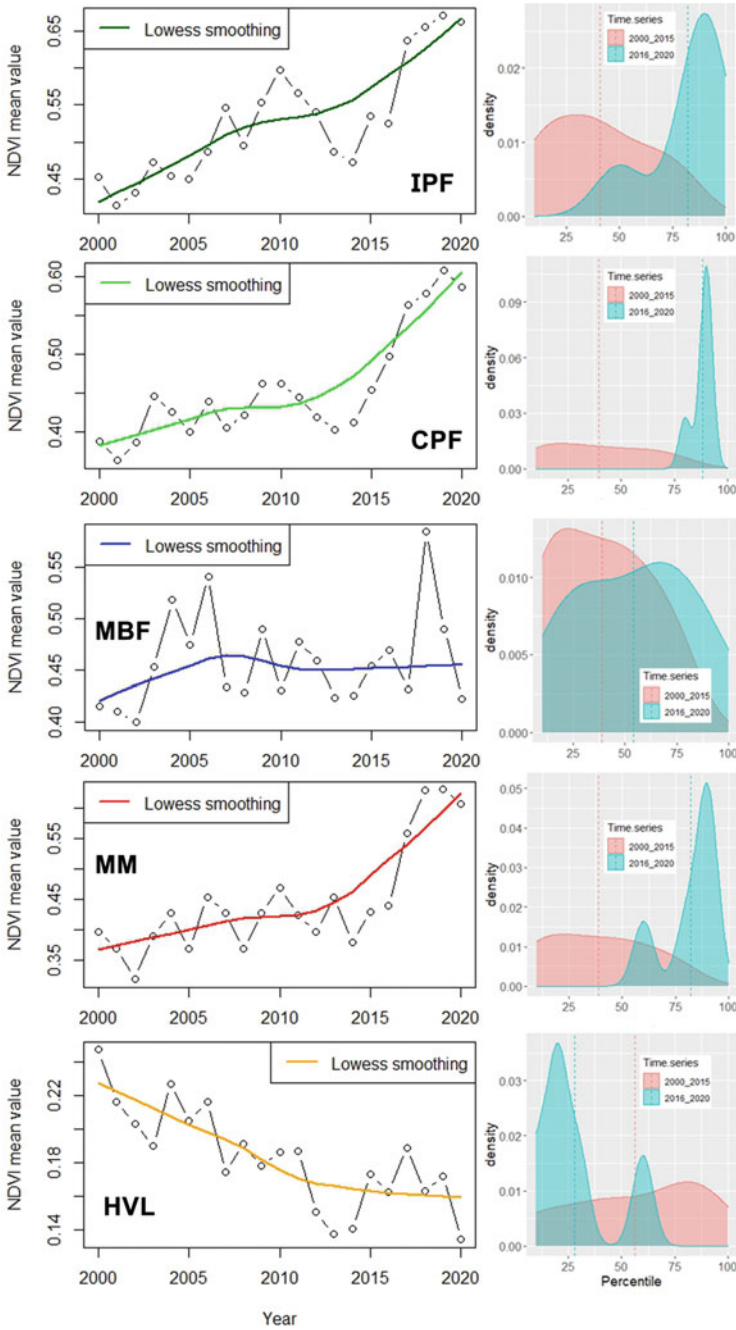 Lowess smoothing
NDVI mean value
0.65
0.55
0.45
IPF
2000 2005 2010 2015 2020
Time.series
2000_2015
2016_2020
density
0.02
0.01
0.00
25 50 75 100
Lowess smoothing
NDVI mean value
0.60
0.50
0.40
CPF
2000 2005 2010 2015 2020
Time.series
2000_2015
2016_2020
density
0.09
0.06
0.03
0.00
25 50 75 100
Lowess smoothing
NDVI mean value
0.55
0.50
0.45
0.40
MBF
2000 2005 2010 2015 2020
density
0.010
0.005
0.000
Time.series
2000_2015
2016_2020
25 50 75 100
Lowess smoothing
NDVI mean value
0.55
0.45
0.35
MM
2000 2005 2010 2015 2020
density
0.05
0.04
0.03
0.02
0.01
0.00
Time.series
2000_2015
2016_2020
25 50 75 100
Lowess smoothing
NDVI mean value
0.22
0.18
0.14
HVL
2000 2005 2010 2015 2020
Year
Time.series
2000_2015
2016_2020
density
0.03
0.02
0.01
0.00
25 50 75 100
Percentile